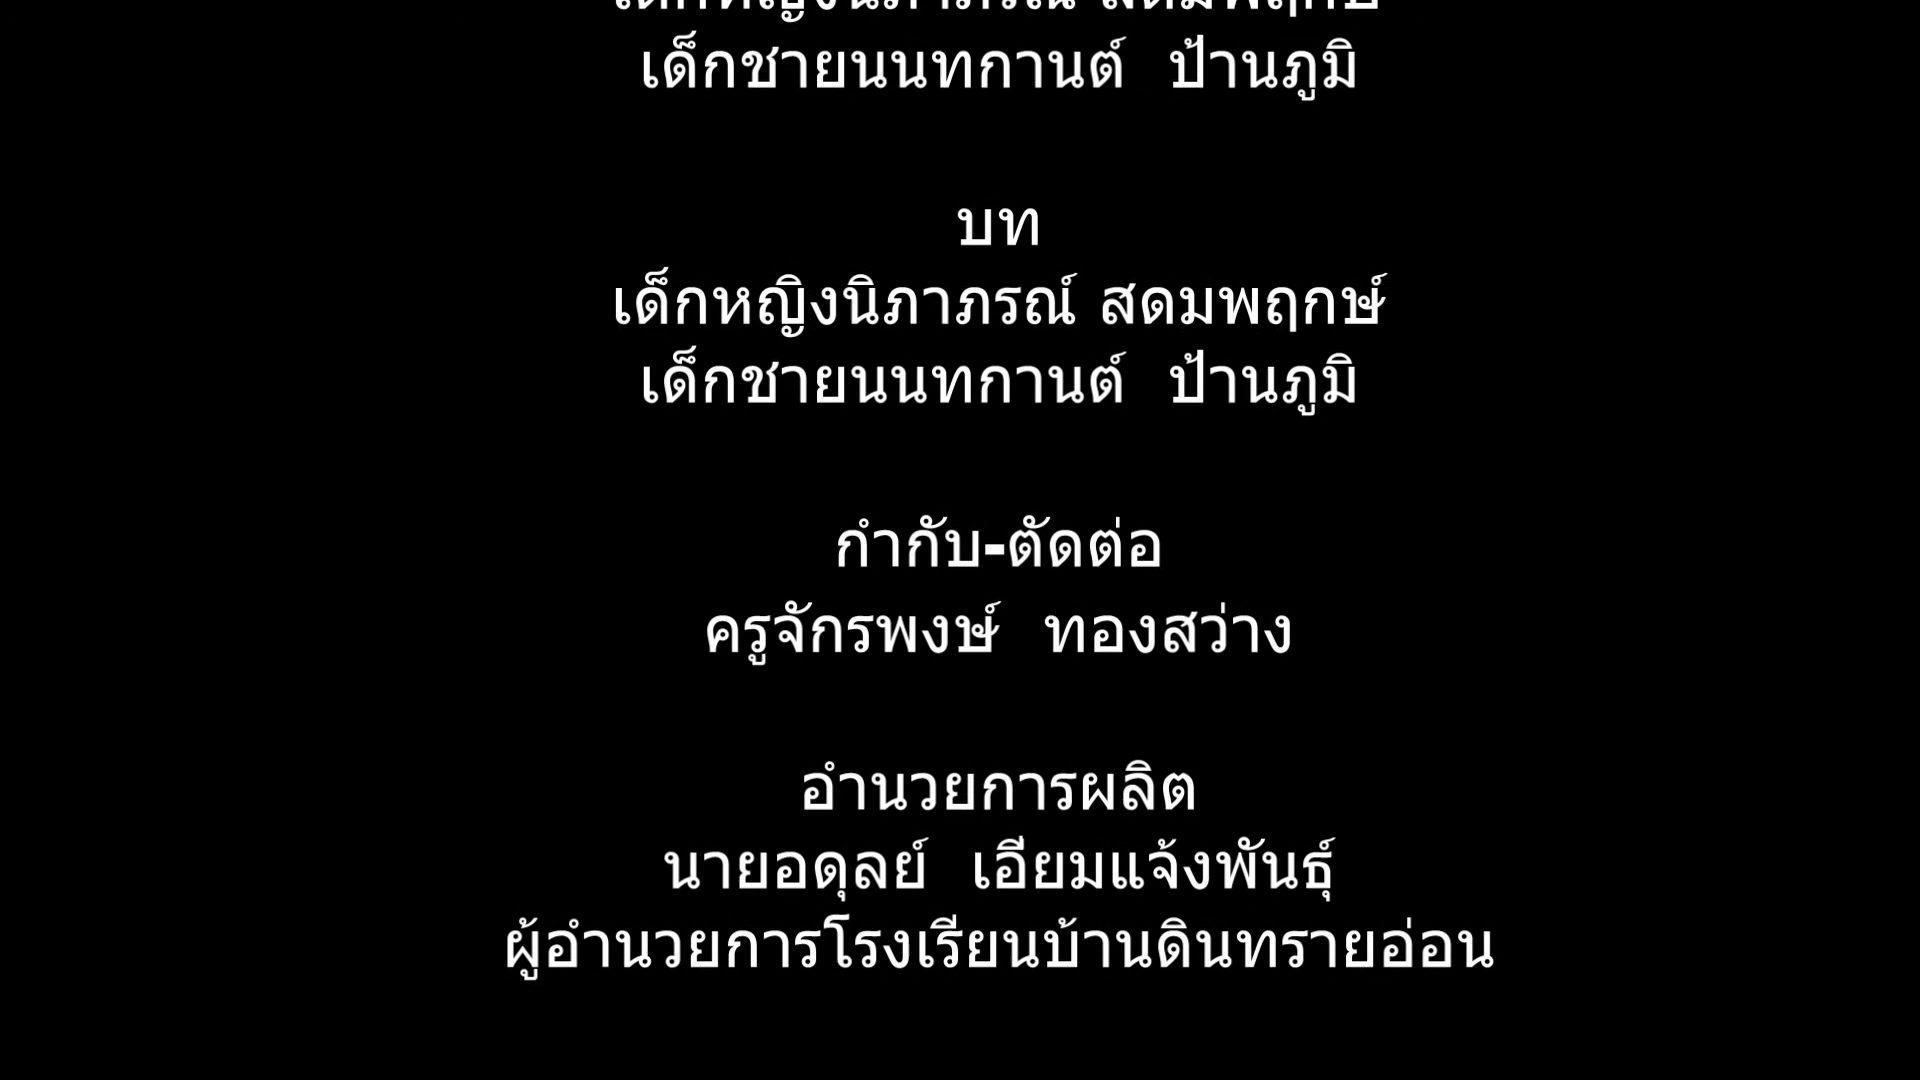 เด็กหญิงนิภาภรณ์ สดมพฤกษ์
เด็กชายนนทกานต์ ป้านภูมิ
บท
เด็กหญิงนิภาภรณ์ สดมพฤกษ์
เด็กชายนนทกานต์ ป้านภูมิ
กำกับ-ตัดต่อ
ครูจักรพงษ์ ทองสว่าง
อำนวยการผลิต
นายอดุลย์ เอียมแจ้งพันธุ์
ผู้อำนวยการโรงเรียนบ้านดินทรายอ่อน